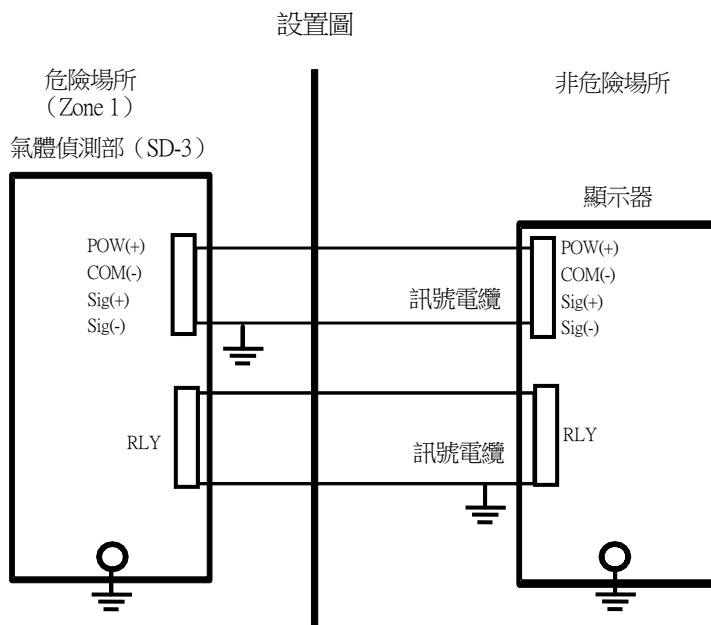 設置圖
危險場所
（Zone 1）
非危險場所
氣體偵測部（SD-3）
顯示器
POW(+)
COM(-)
Sig(+)
Sig(-)
訊號電纜
POW(+)
COM(-)
Sig(+)
Sig(-)
RLY
訊號電纜
RLY